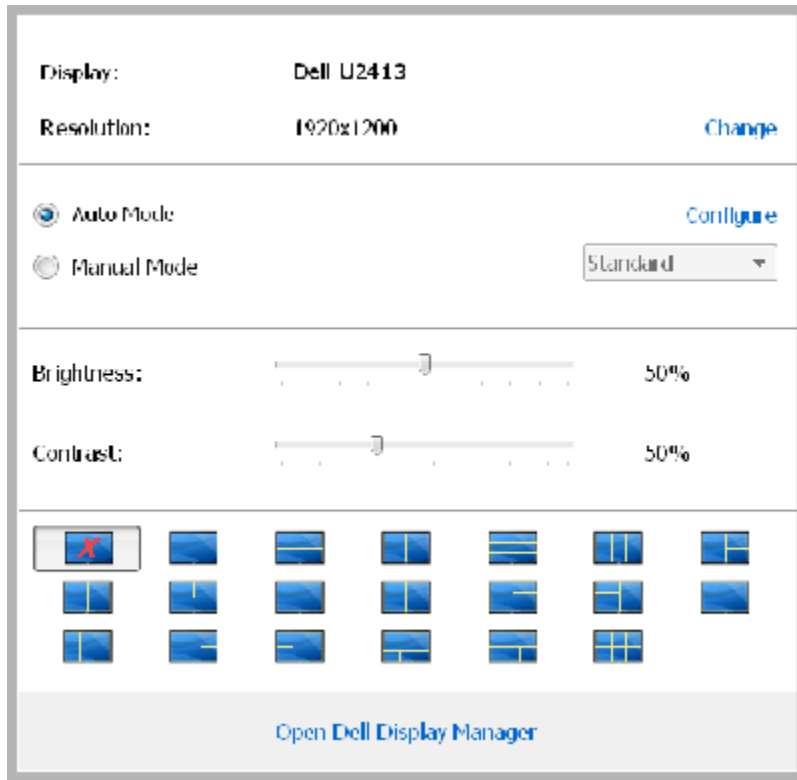 Display: Dell U2413
Resolution: 1920x1200 Change
Auto Mode Configure
Manual Mode Standard
Brightness: 50%
Contrast: 50%
Open Dell Display Manager